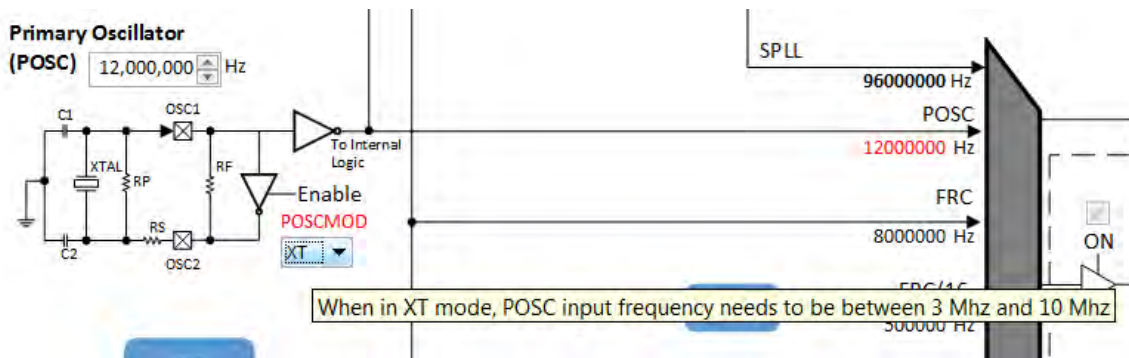 Primary Oscillator
(POSC) 12,000,000 Hz
SPLL
96000000 Hz
POSC
12000000 Hz
C1
OSC1
To Internal
Logic
XTAL
RP
RF
Enable
POSCMOD
XT
RS
C2
OSC2
FRC
8000000 Hz
ON
When in XT mode, POSC input frequency needs to be between 3 Mhz and 10 Mhz